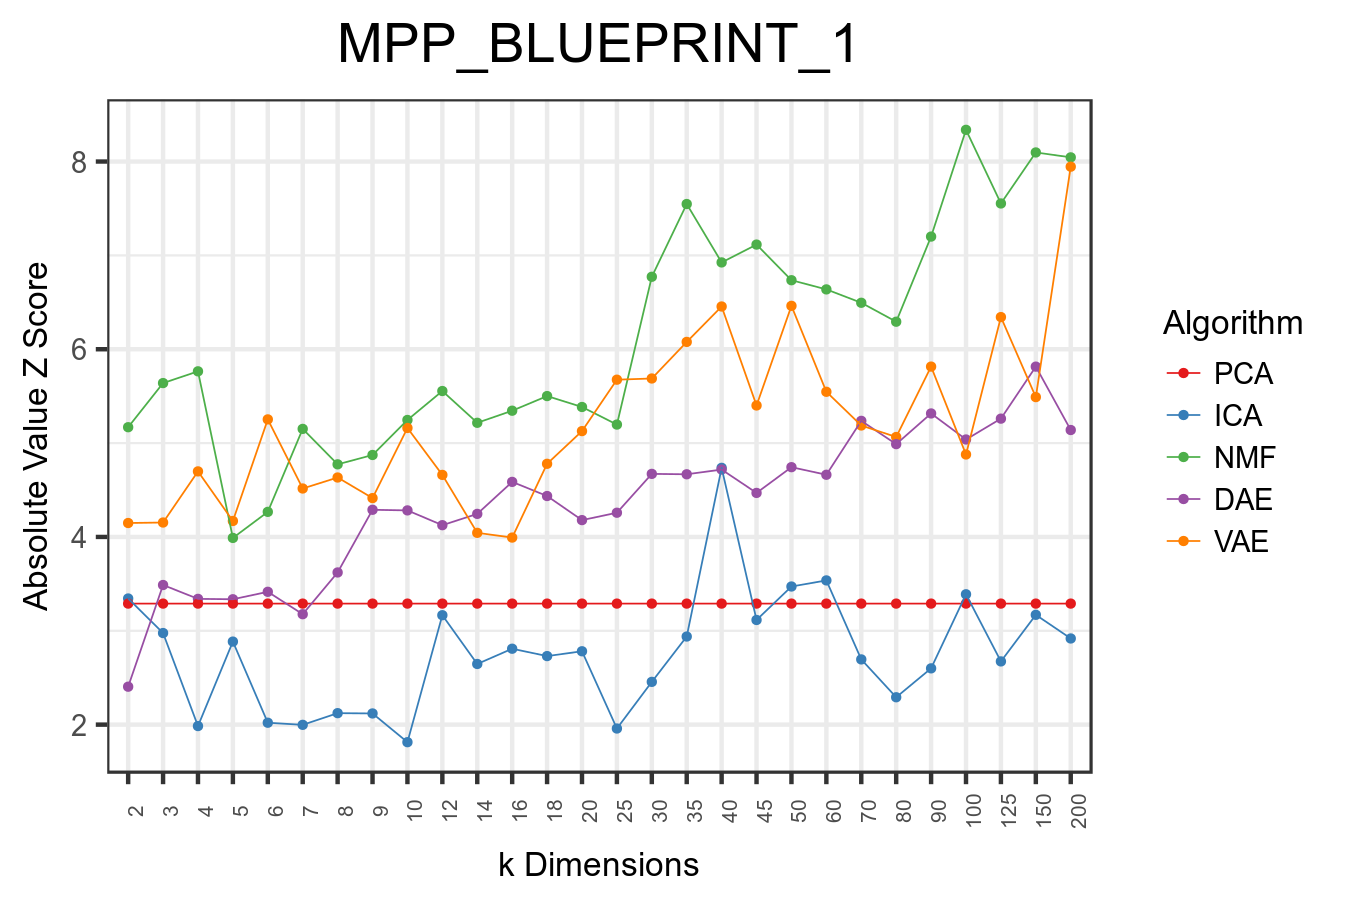 MPP_BLUEPRINT_1
Absolute Value Z Score
8
6
4
2
2 3 4 5 6 7 8 9 10 12 14 16 18 20 25 30 35 40 45 50 60 70 80 90 100 125 150 200
k Dimensions
Algorithm
PCA
ICA
NMF
DAE
VAE